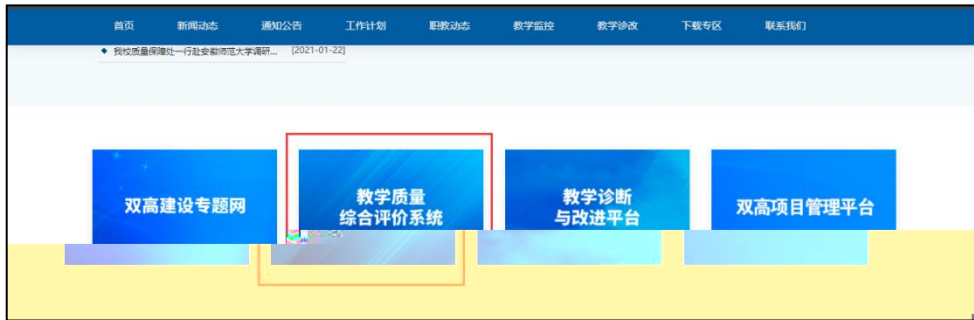 首页 新闻动态 通知公告 工作计划 职教动态 教学监控 教学诊改 下载专区 联系我们
我校质量保障处一行赴安徽师范大学调研... [2021-01-22]
双高建设专题网
教学质量
综合评价系统
教学诊断
与改进平台
双高项目管理平台